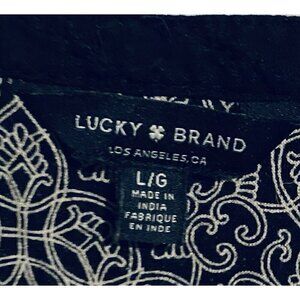 LUCKY BRAND
LOS ANGELES, CA
L/G
MADE IN
INDIA
FABRIQUE
EN INDE